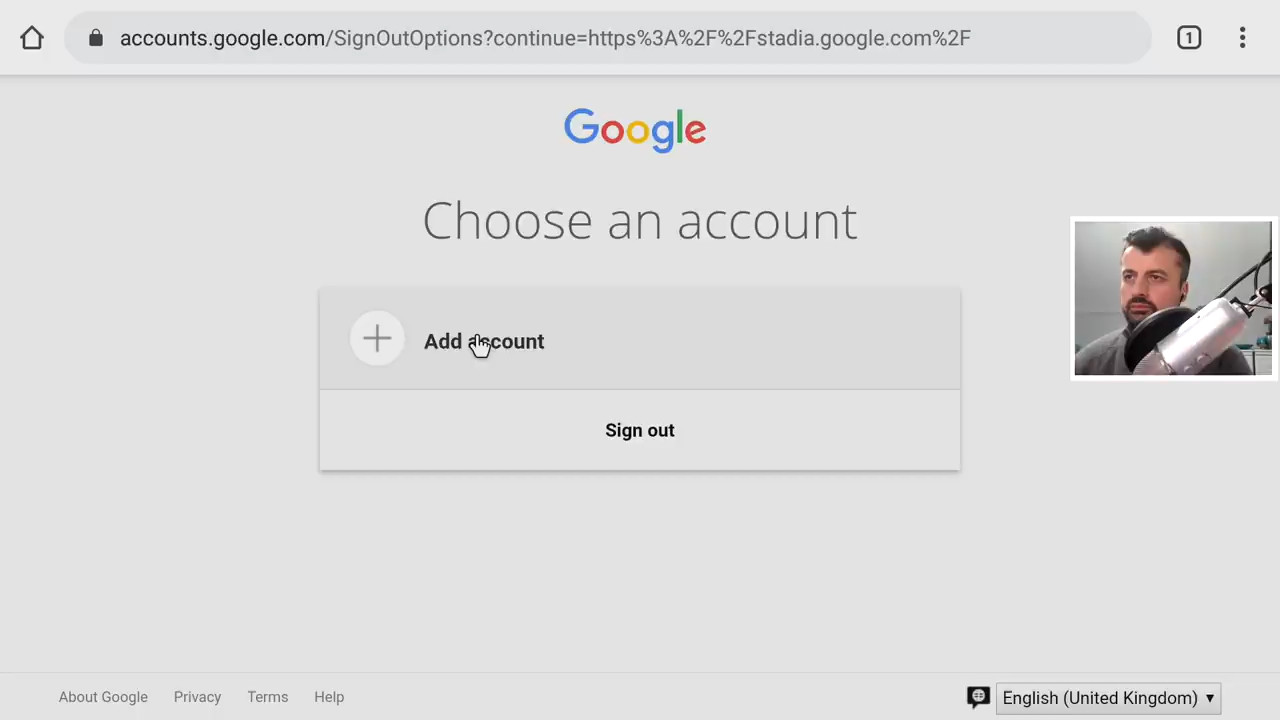 accounts.google.com/SignOutOptions?continue=https%3A%2F%2Fstadia.google.com%2F
1
Google
Choose an account
Add account
Sign out
About Google Privacy Terms Help
English (United Kingdom)